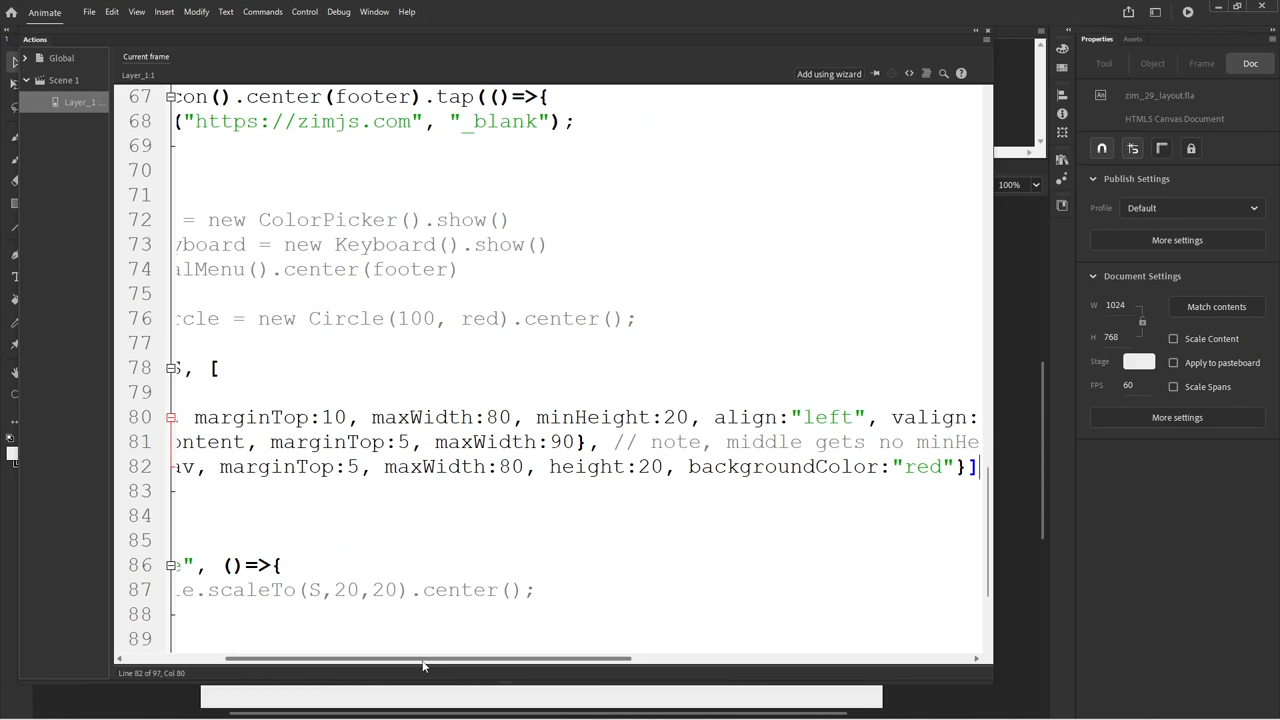 Animate File Edit View Insert Modify Text Commands Control Debug Window Help
Actions
Properties Assets
Global
Current frame
Tool Object Frame Doc
Scene 1
Layer_1:1
Add using wizard
Layer_1 :..
An zim_29_layout.fla
HTML5 Canvas Document
67 con().center(footer).tap(()=>{
68 ("https://zimjs.com", "_blank");
69
70
71
72 = new ColorPicker().show()
73 yboard = new Keyboard().show()
74 alMenu().center(footer)
75
76 rcle = new Circle(100, red).center();
77
78 S, [
79
80 marginTop:10, maxWidth:80, minHeight:20, align:"left", valign:
81 ontent, marginTop:5, maxWidth:90}, // note, middle gets no minHe
82 av, marginTop:5, maxWidth:80, height:20, backgroundColor:"red"}]
83
84
85
86 e", ()=>{
87 le.scaleTo(S,20,20).center();
88
89
Line 82 of 97, Col 80
100%
Publish Settings
Profile Default
More settings
Document Settings
W 1024 Match contents
H 768 Scale Content
Stage Apply to pasteboard
FPS 60 Scale Spans
More settings